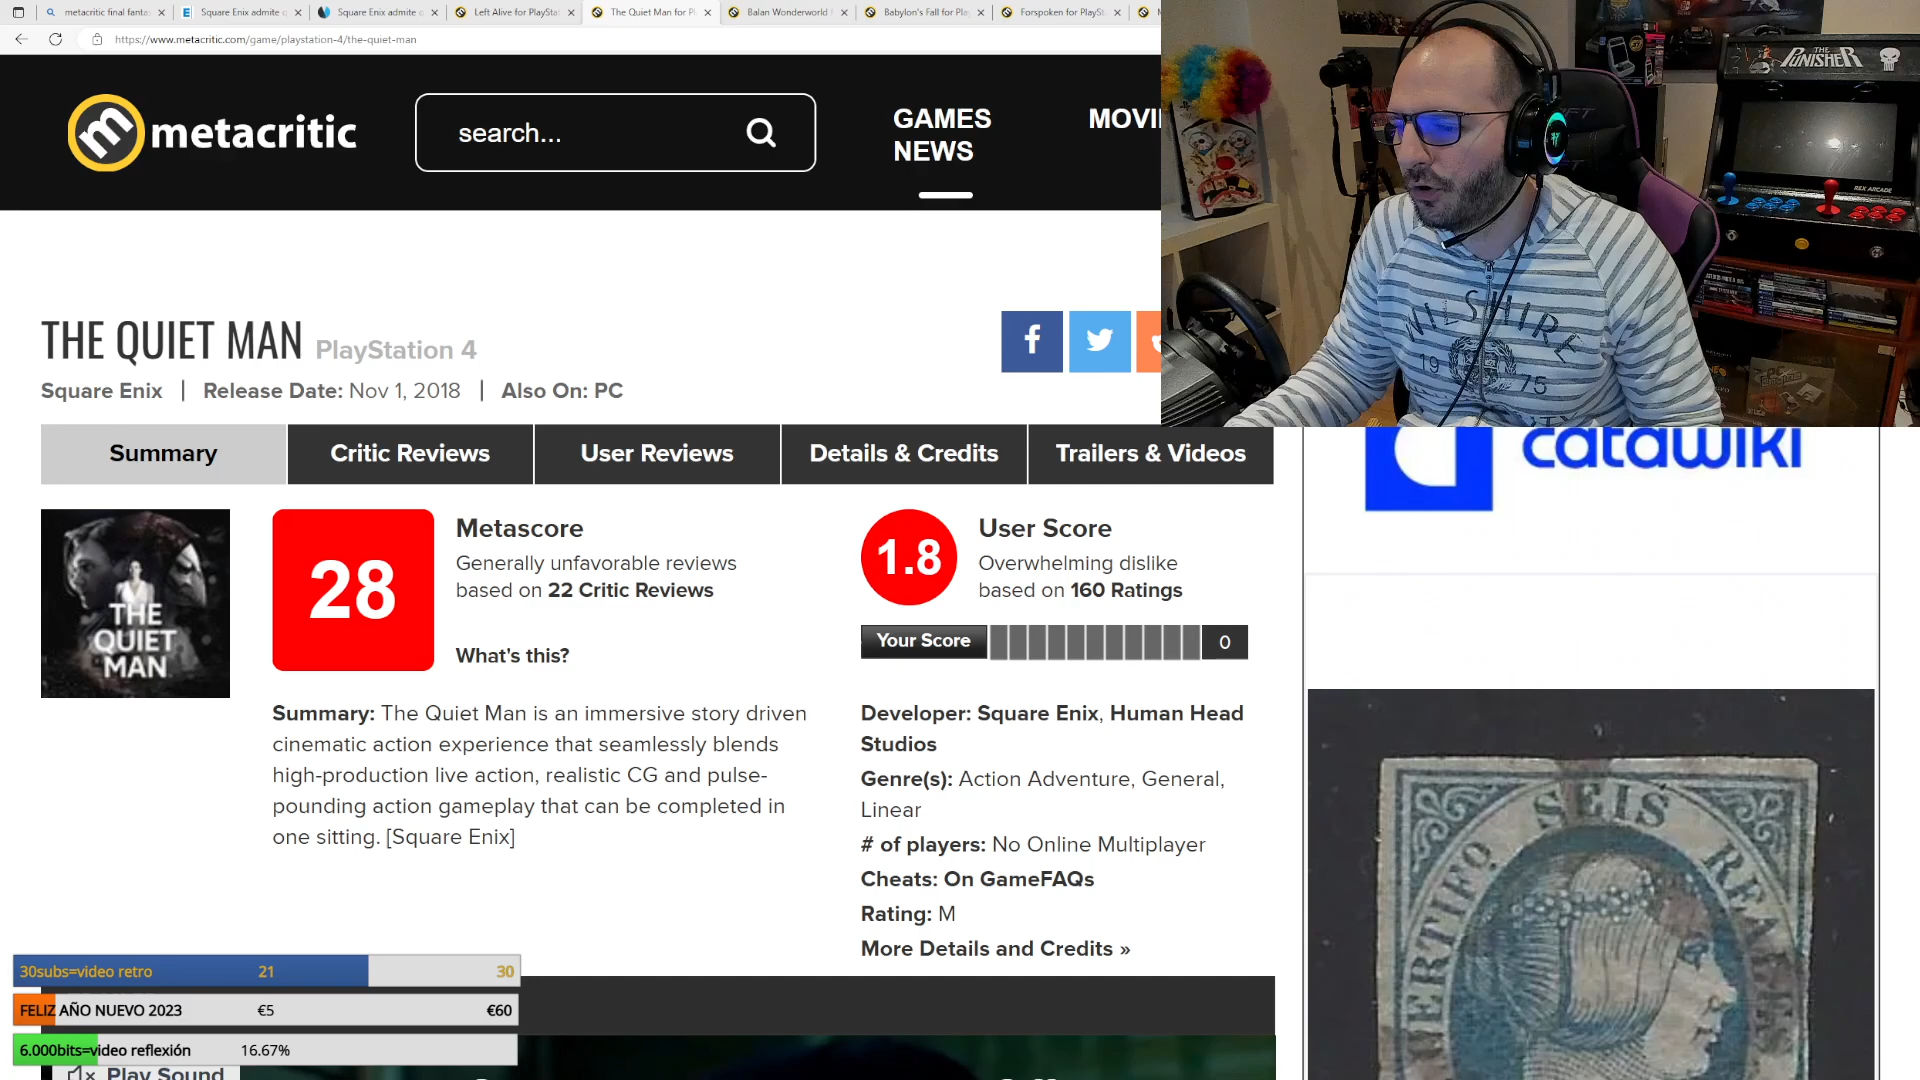 metacritic final fanta
Square Enix admite q
Square Enix admite q
Left Alive for PlaySta
The Quiet Man for P
Balan Wonderworld f
Babylon's Fall for Pla
Forspoken for PlaySt
https://www.metacritic.com/game/playstation-4/the-quiet-man
metacritic
search...
GAMES
NEWS
MOVI
THE PUNISHER
REX ARCADE
WILSHIRE
19 75
THE QUIET MAN PlayStation 4
Square Enix | Release Date: Nov 1, 2018 | Also On: PC
Summary
Critic Reviews
User Reviews
Details & Credits
Trailers & Videos
catawiki
THE
QUIET
MAN
28
Metascore
Generally unfavorable reviews
based on 22 Critic Reviews
What's this?
1.8
User Score
Overwhelming dislike
based on 160 Ratings
Your Score
0
Summary: The Quiet Man is an immersive story driven
cinematic action experience that seamlessly blends
high-production live action, realistic CG and pulse-
pounding action gameplay that can be completed in
one sitting. [Square Enix]
Developer: Square Enix, Human Head
Studios
Genre(s): Action Adventure, General,
Linear
# of players: No Online Multiplayer
Cheats: On GameFAQs
Rating: M
More Details and Credits »
SEIS
REALES
CERTIFO
30subs=video retro 21 30
FELIZ AÑO NUEVO 2023 €5 €60
6.000bits=video reflexión 16.67%
Play Sound